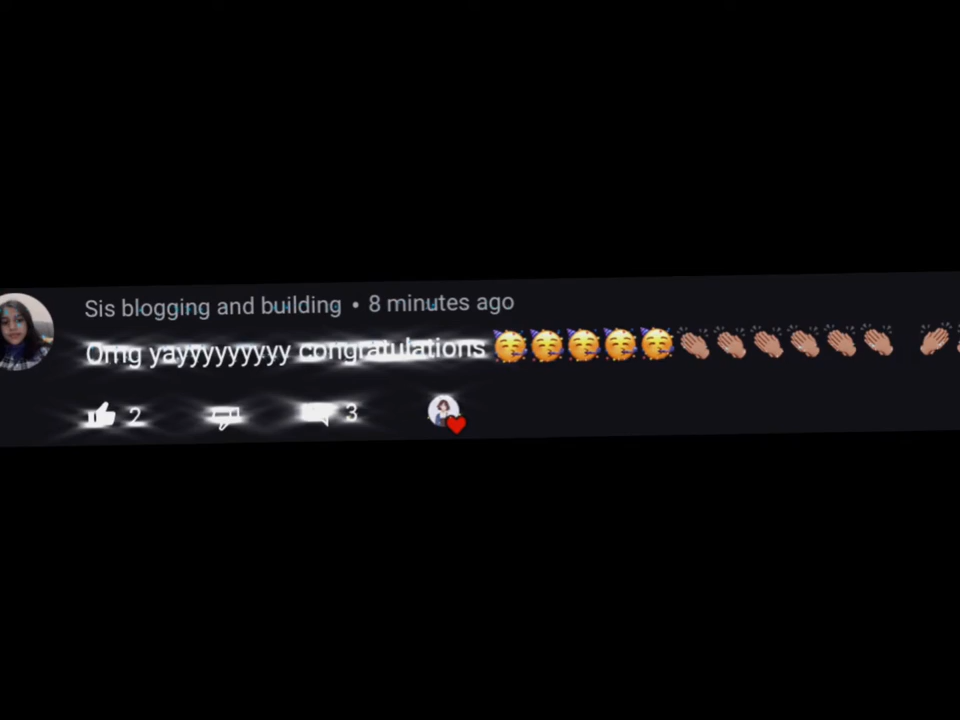 Sis blogging and building • 8 minutes ago
Omg yayyyyyyyyy congratulations 🥳🥳🥳🥳🥳👏🏼👏🏼👏🏼👏🏼👏🏼👏🏼 👏🏼
2 3